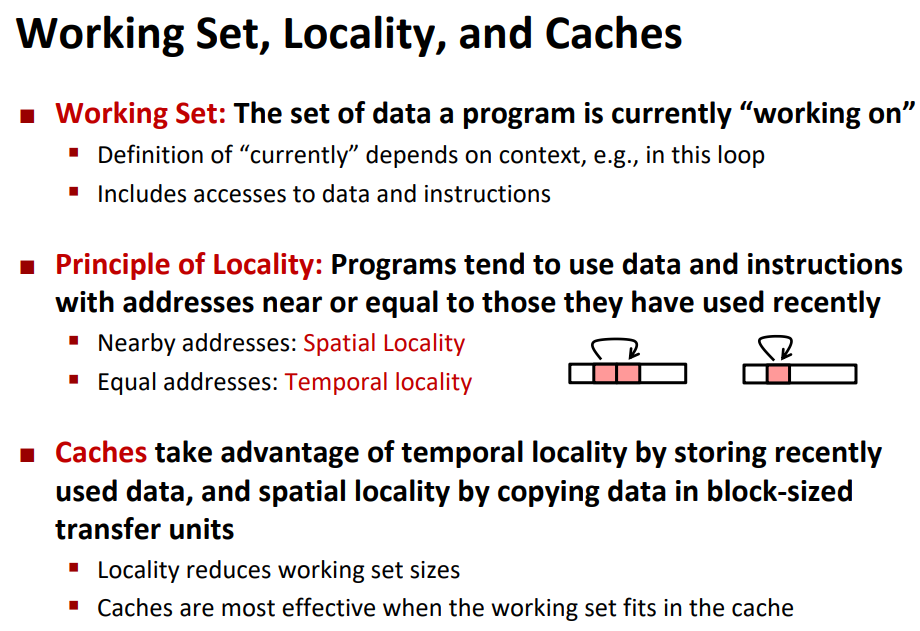 Working Set, Locality, and Caches
Working Set: The set of data a program is currently “working on”
Definition of “currently” depends on context, e.g., in this loop
Includes accesses to data and instructions
Principle of Locality: Programs tend to use data and instructions
with addresses near or equal to those they have used recently
Nearby addresses: Spatial Locality
Equal addresses: Temporal locality
Caches take advantage of temporal locality by storing recently
used data, and spatial locality by copying data in block-sized
transfer units
Locality reduces working set sizes
Caches are most effective when the working set fits in the cache